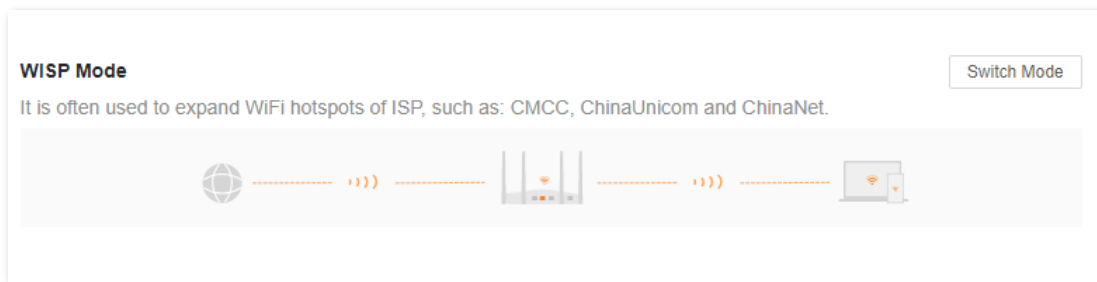 WISP Mode
Switch Mode
It is often used to expand WiFi hotspots of ISP, such as: CMCC, ChinaUnicom and ChinaNet.